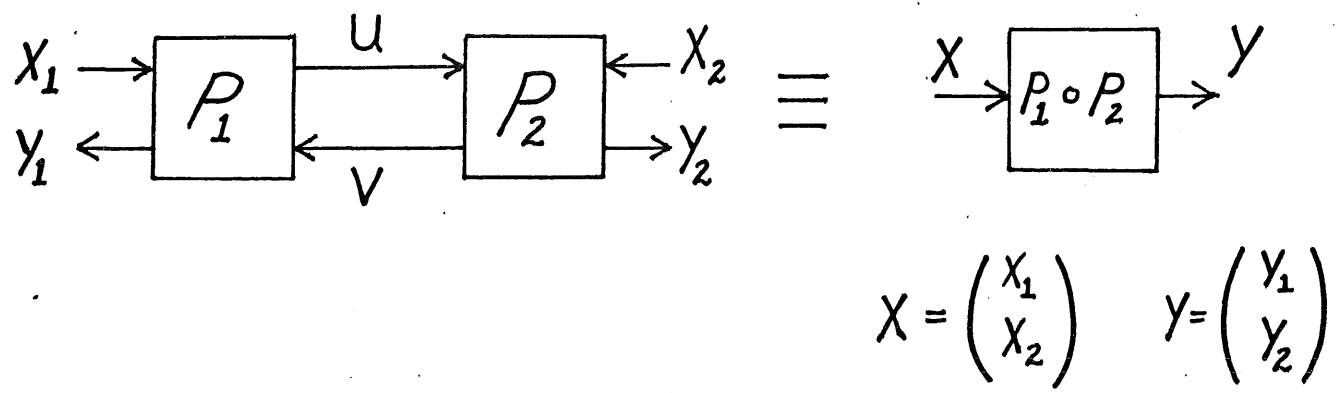 X₁ U X₂ X Y
P₁ P₂ ≡ P₁ ∘ P₂
Y₁ V Y₂
X = (X₁ X₂) Y = (Y₁ Y₂)